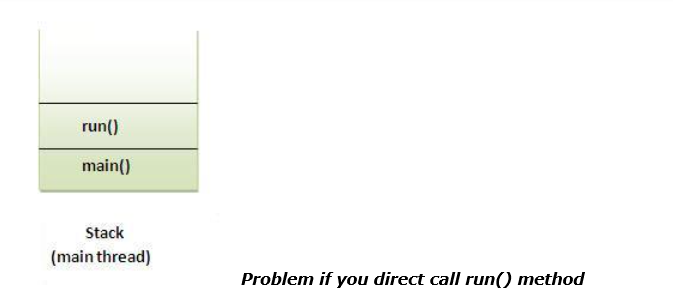 run()
main()
Stack
(main thread)
Problem if you direct call run() method